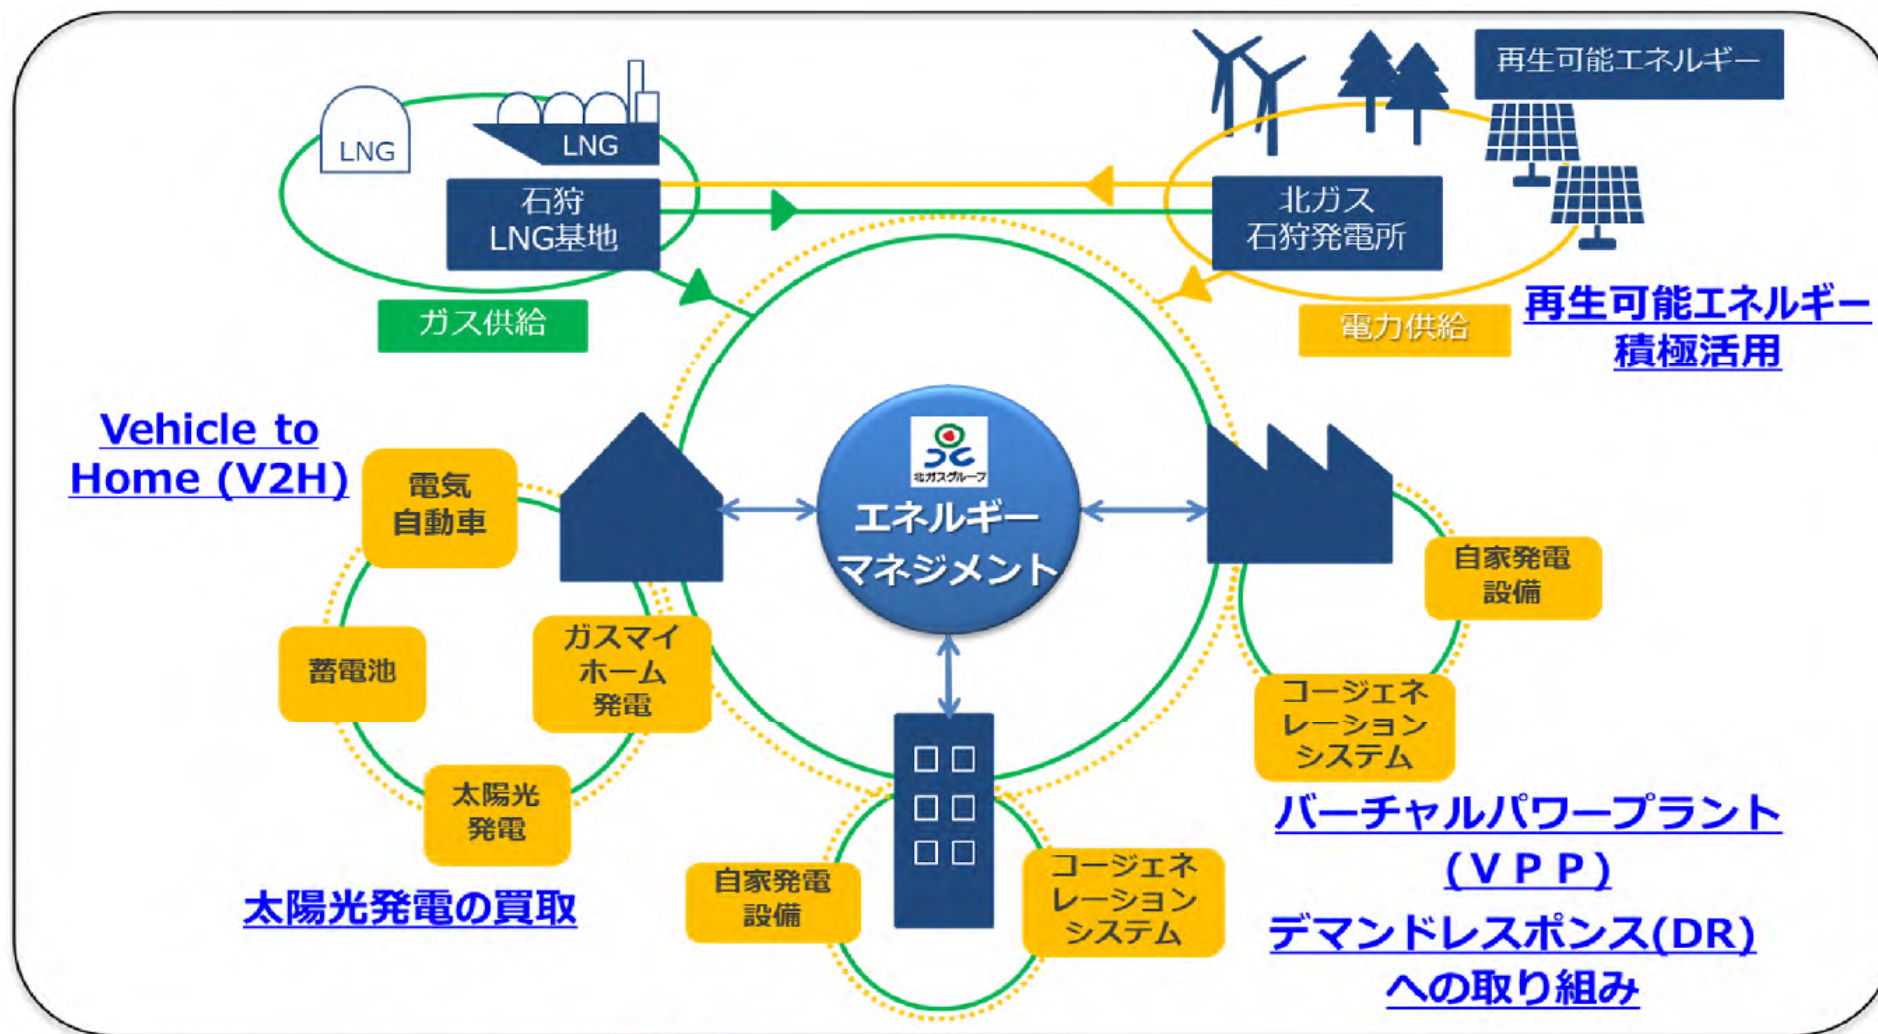 再生可能エネルギー
LNG
LNG
石狩
LNG基地
北ガス
石狩発電所
ガス供給
電力供給
再生可能エネルギー
積極活用
Vehicle to
Home (V2H)
電気
自動車
蓄電池
ガスマイ
ホーム
発電
太陽光
発電
太陽光発電の買取
北ガスグループ
エネルギー
マネジメント
自家発電
設備
コージェネ
レーション
システム
自家発電
設備
コージェネ
レーション
システム
バーチャルパワープラント
(ＶＰＰ)
デマンドレスポンス(DR)
への取り組み